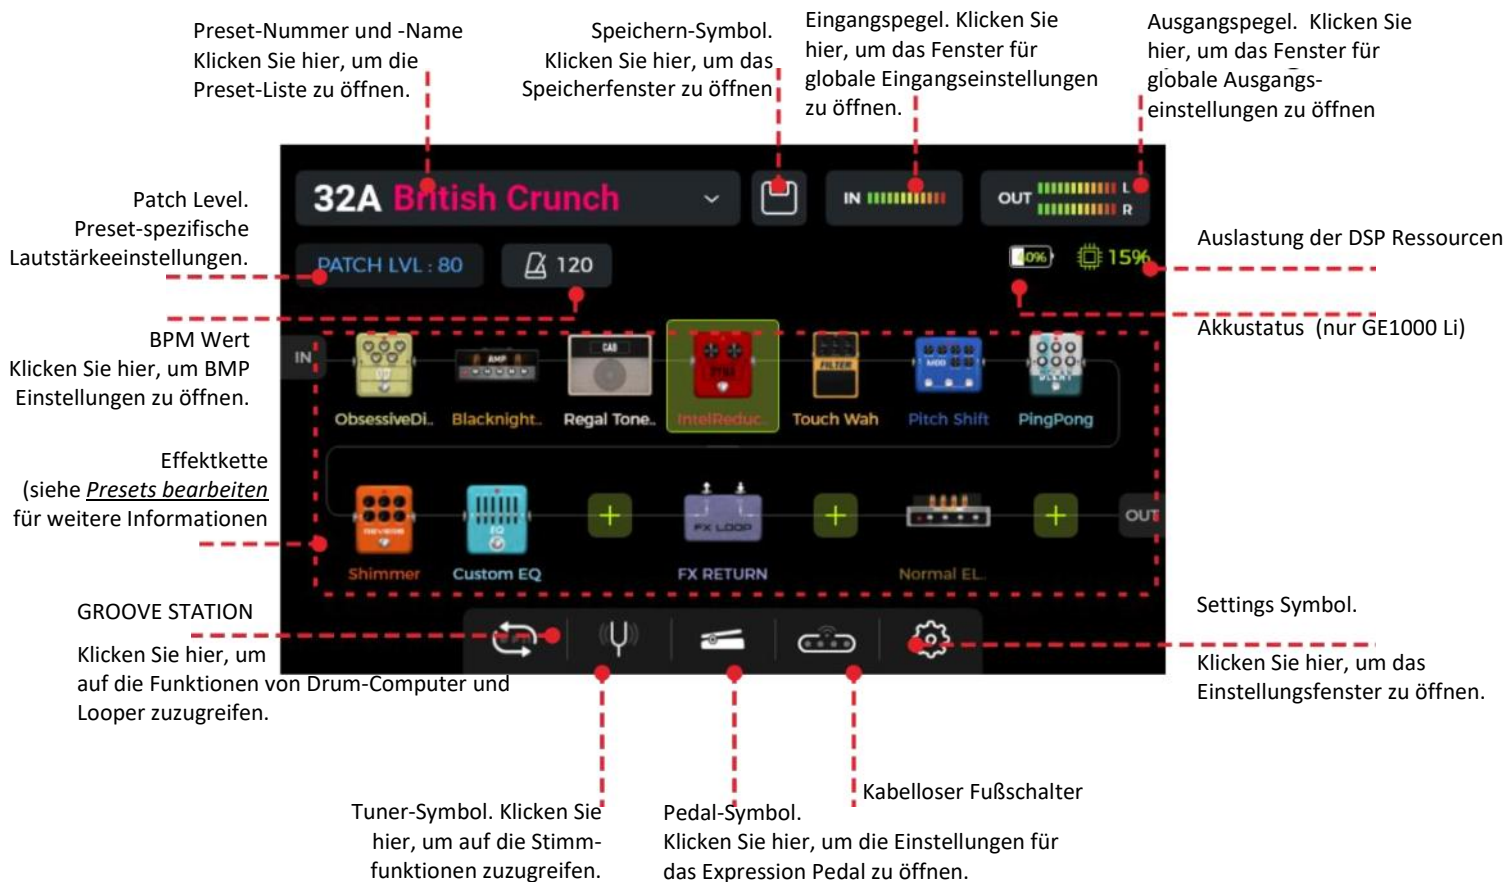 Preset-Nummer und -Name
Klicken Sie hier, um die
Preset-Liste zu öffnen.
Speichern-Symbol.
Klicken Sie hier, um das
Speicherfenster zu öffnen
Eingangspegel. Klicken Sie
hier, um das Fenster für
globale Eingangseinstellungen
zu öffnen.
Ausgangspegel. Klicken Sie
hier, um das Fenster für
globale Ausgangs-
einstellungen zu öffnen
32A British Crunch
IN
OUT
L
R
Patch Level.
Preset-spezifische
Lautstärkeeinstellungen.
PATCH LVL : 80
120
40%
15%
Auslastung der DSP Ressourcen
Akkustatus (nur GE1000 Li)
BPM Wert
Klicken Sie hier, um BMP
Einstellungen zu öffnen.
IN
AMP
CAB
FILTER
MOD
ObsessiveDi..
Blacknight..
Regal Tone..
IntelReduc..
Touch Wah
Pitch Shift
PingPong
Effektkette
(siehe Presets bearbeiten
für weitere Informationen
EQ
FX LOOP
OUT
Shimmer
Custom EQ
FX RETURN
Normal EL..
GROOVE STATION
Klicken Sie hier, um
auf die Funktionen von Drum-Computer und
Looper zuzugreifen.
Settings Symbol.
Klicken Sie hier, um das
Einstellungsfenster zu öffnen.
Tuner-Symbol. Klicken Sie
hier, um auf die Stimm-
funktionen zuzugreifen.
Pedal-Symbol.
Klicken Sie hier, um die Einstellungen für
das Expression Pedal zu öffnen.
Kabelloser Fußschalter